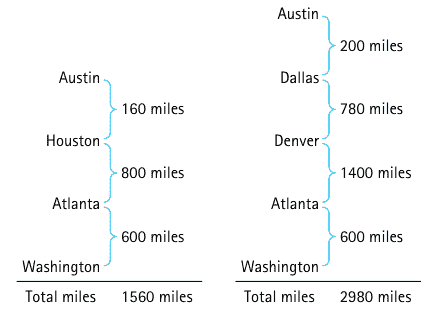 Austin
160 miles
Houston
800 miles
Atlanta
600 miles
Washington
Total miles 1560 miles
Austin
200 miles
Dallas
780 miles
Denver
1400 miles
Atlanta
600 miles
Washington
Total miles 2980 miles